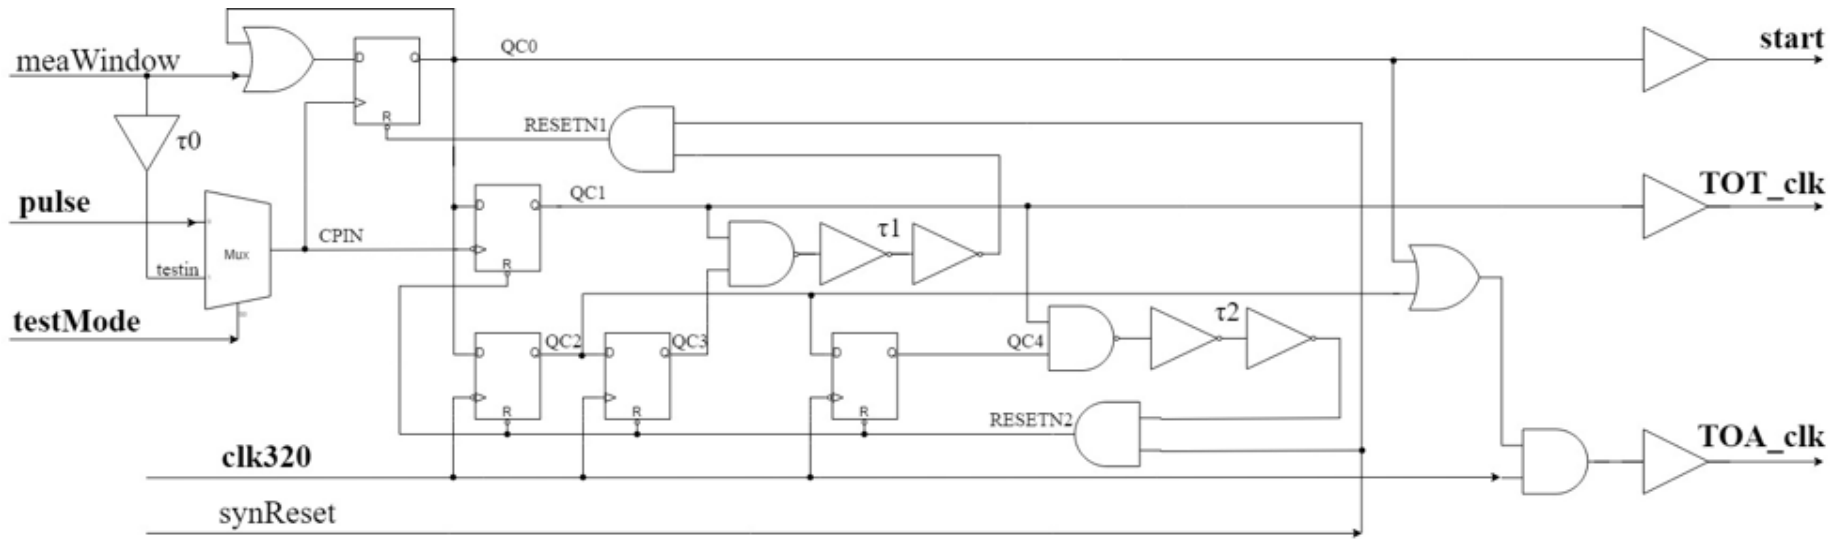 meaWindow
D
Q
R
QC0
start
τ0
RESETN1
pulse
Mux
testin
CPIN
D
Q
R
QC1
τ1
TOT_clk
testMode
D
Q
R
QC2
D
Q
R
QC3
D
Q
R
QC4
τ2
RESETN2
clk320
TOA_clk
synReset